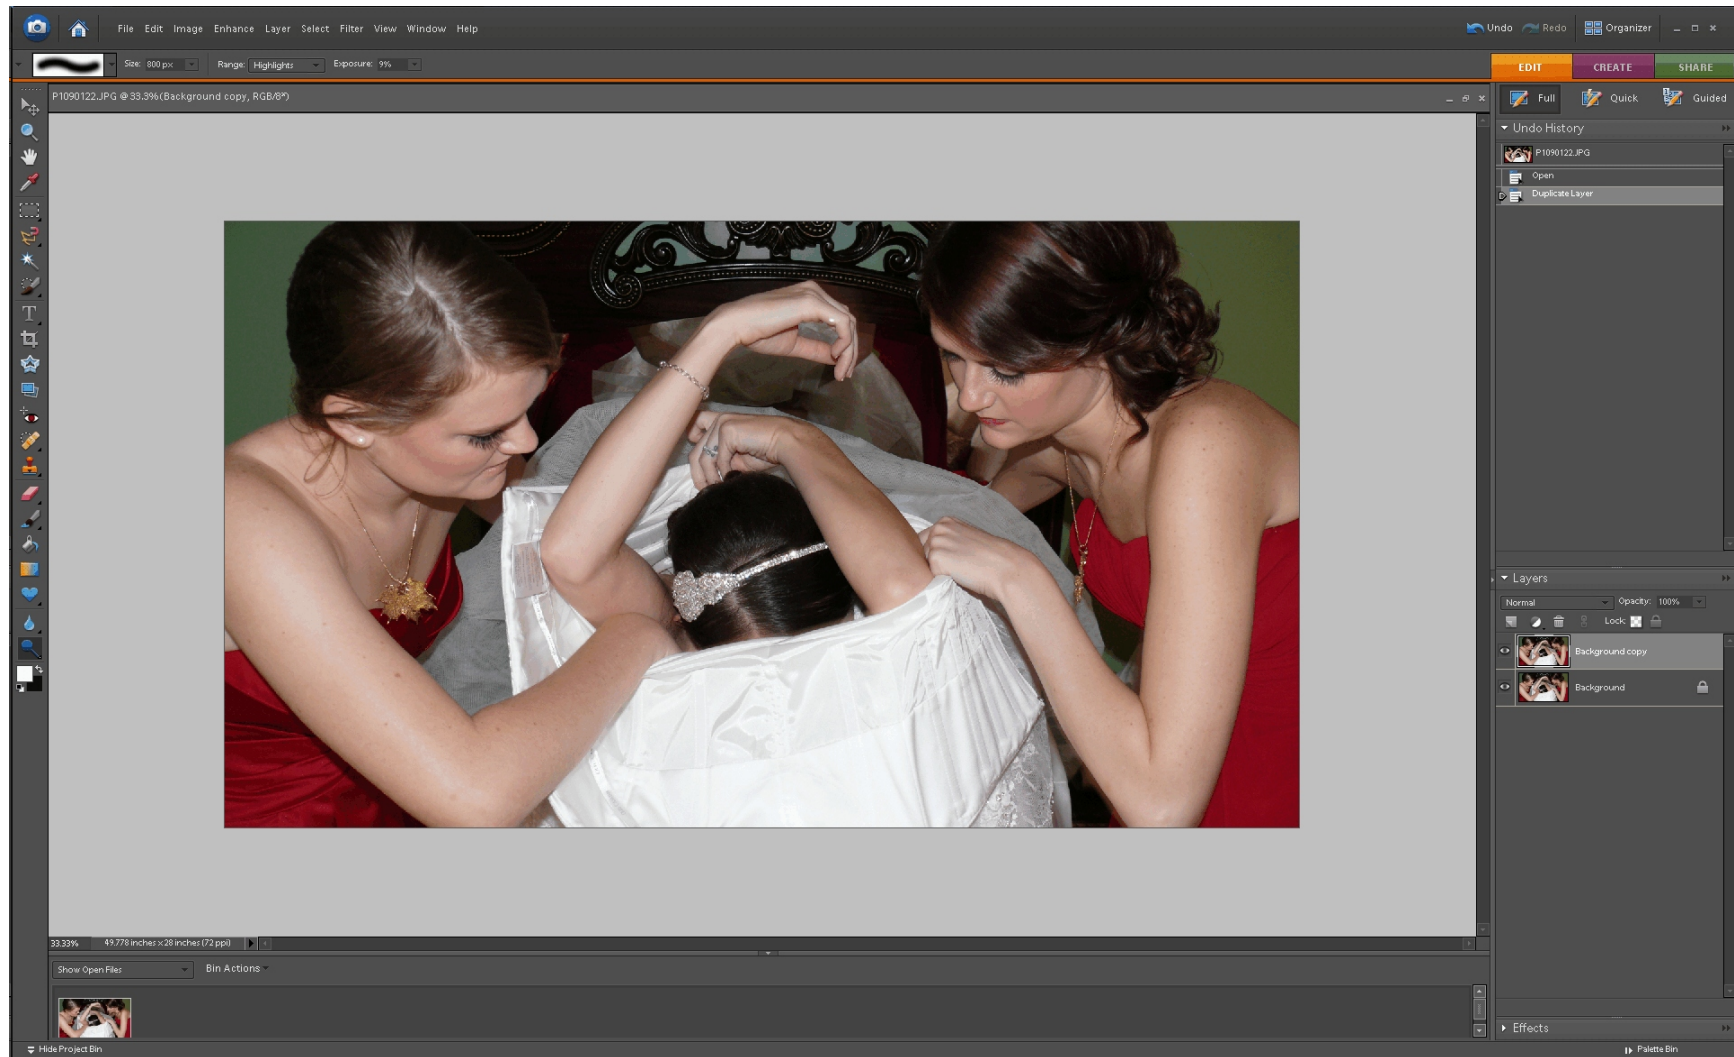 File Edit Image Enhance Layer Select Filter View Window Help
Undo Redo Organizer
Size: 800 px Range: Highlights Exposure: 9%
EDIT CREATE SHARE
P1090122.JPG @ 33.3% (Background copy, RGB/8*)
Full Quick Guided
Undo History
P1090122.JPG
Open
Duplicate Layer
T
Layers
Normal Opacity: 100%
Lock:
Background copy
Background
33.33% 49.778 inches x 28 inches (72 ppi)
Show Open Files Bin Actions
Effects
Hide Project Bin
Palette Bin